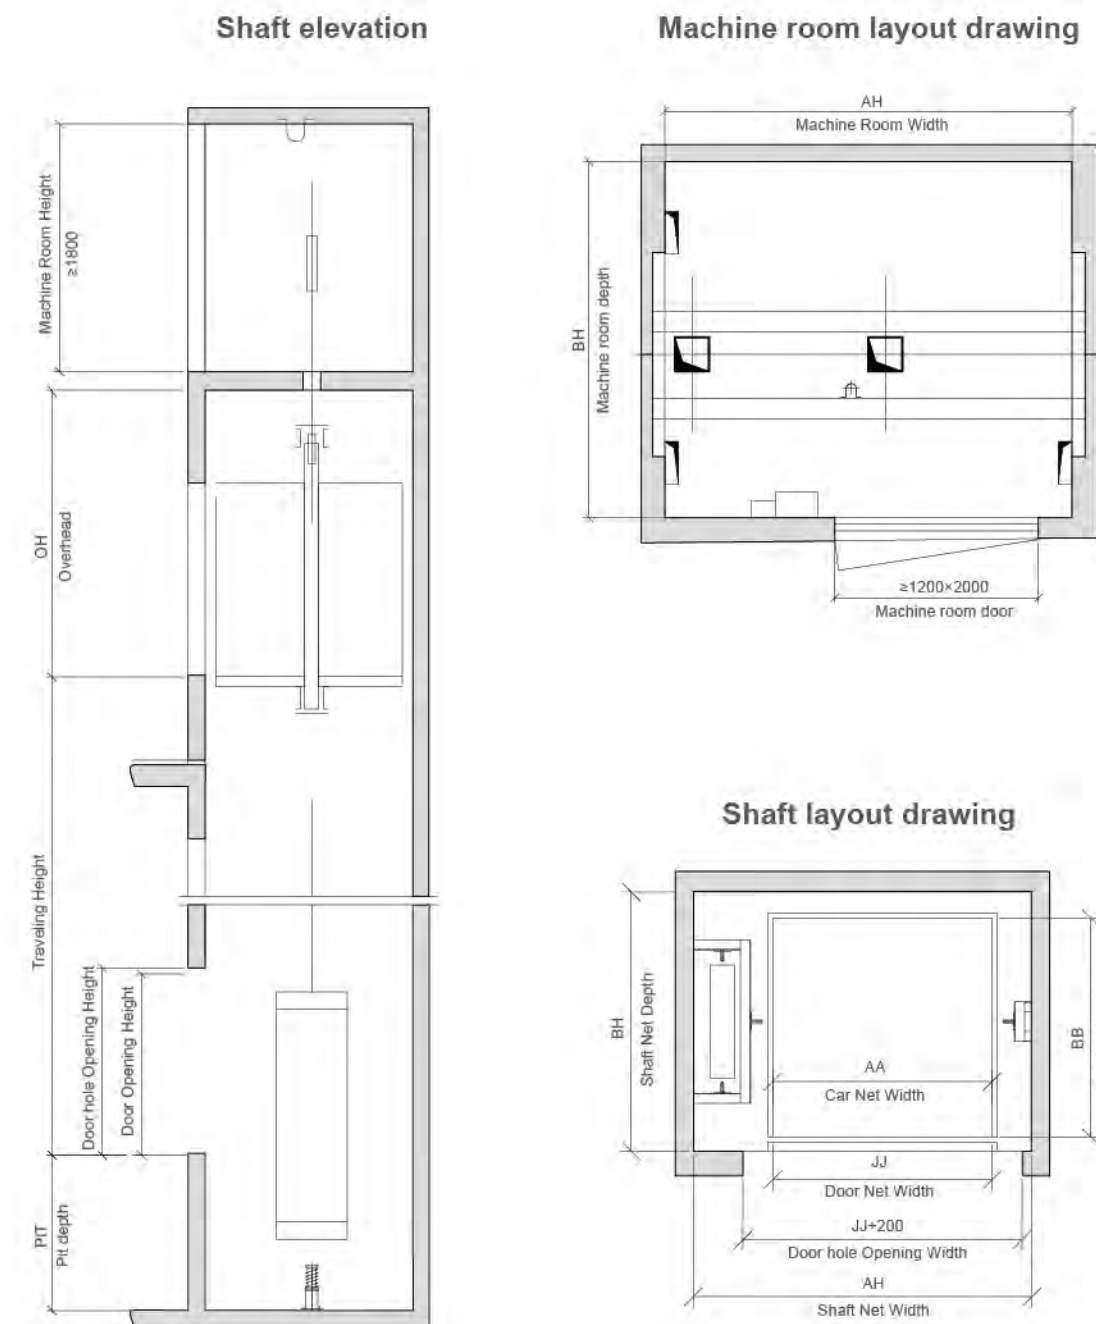 Shaft elevation
Machine Room Height
≥1800
OH
Overhead
Traveling Height
Door hole Opening Height
Door Opening Height
PIT
Pit depth
Machine room layout drawing
AH
Machine Room Width
BH
Machine room depth
≥1200×2000
Machine room door
Shaft layout drawing
BH
Shaft Net Depth
BB
AA
Car Net Width
JJ
Door Net Width
JJ+200
Door hole Opening Width
AH
Shaft Net Width